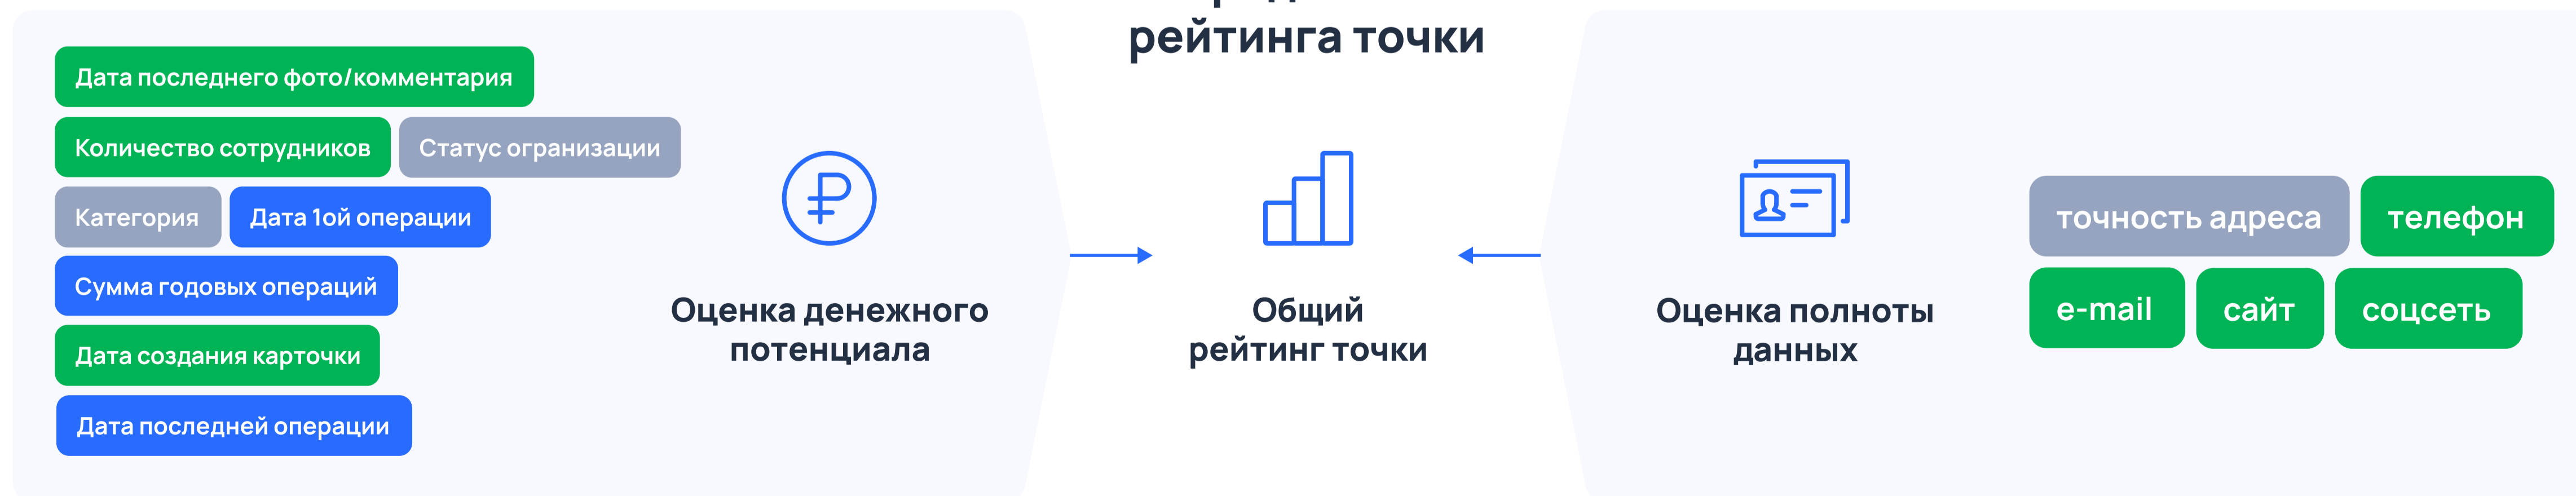 рейтинга точки
Дата последнего фото/комментария
Количество сотрудников
Статус огранизации
Категория
Дата 1ой операции
Сумма годовых операций
Дата создания карточки
Дата последней операции
Оценка денежного
потенциала
Общий
рейтинг точки
Оценка полноты
данных
точность адреса
телефон
e-mail
сайт
соцсеть